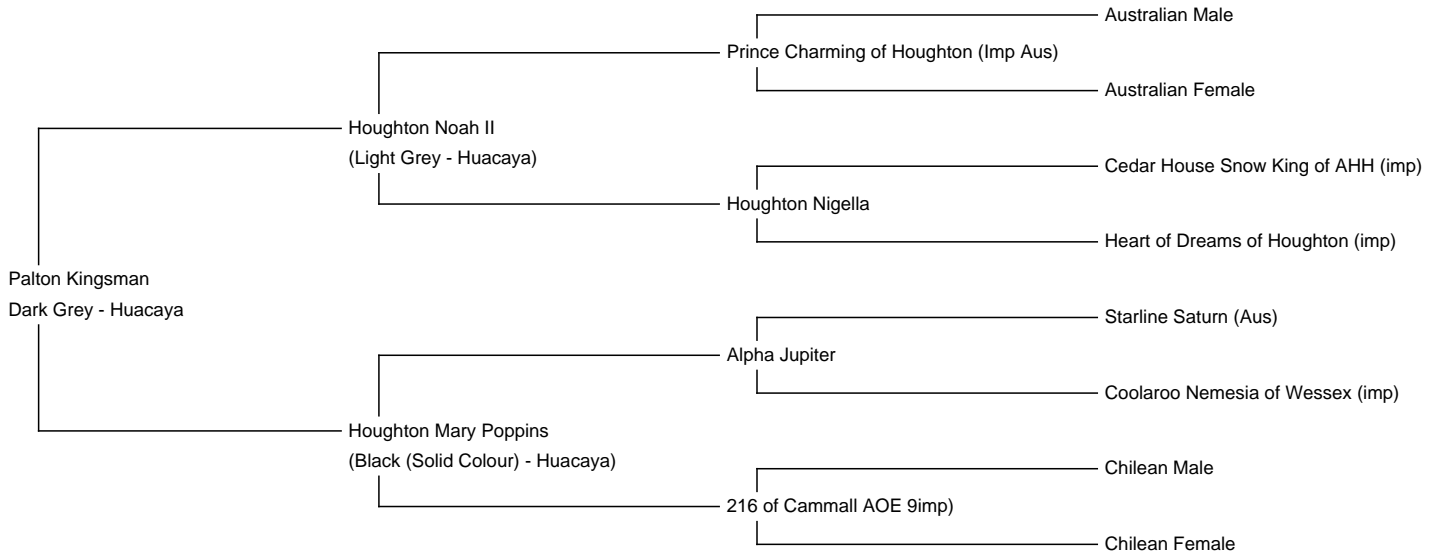 Australian Male
Prince Charming of Houghton (Imp Aus)
Australian Female
Houghton Noah II
(Light Grey - Huacaya)
Cedar House Snow King of AHH (imp)
Houghton Nigella
Heart of Dreams of Houghton (imp)
Palton Kingsman
Dark Grey - Huacaya
Starline Saturn (Aus)
Alpha Jupiter
Coolaroo Nemesia of Wessex (imp)
Houghton Mary Poppins
(Black (Solid Colour) - Huacaya)
Chilean Male
216 of Cammall AOE 9imp)
Chilean Female